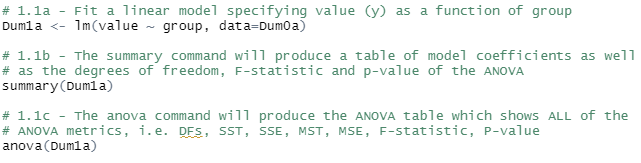 # 1.1a - Fit a linear model specifying value (y) as a function of group
Dum1a <- lm(value ~ group, data=Dum0a)
# 1.1b - The summary command will produce a table of model coefficients as well
# as the degrees of freedom, F-statistic and p-value of the ANOVA
summary(Dum1a)
# 1.1c - The anova command will produce the ANOVA table which shows ALL of the
# ANOVA metrics, i.e. DFs, SST, SSE, MST, MSE, F-statistic, P-value
anova(Dum1a)